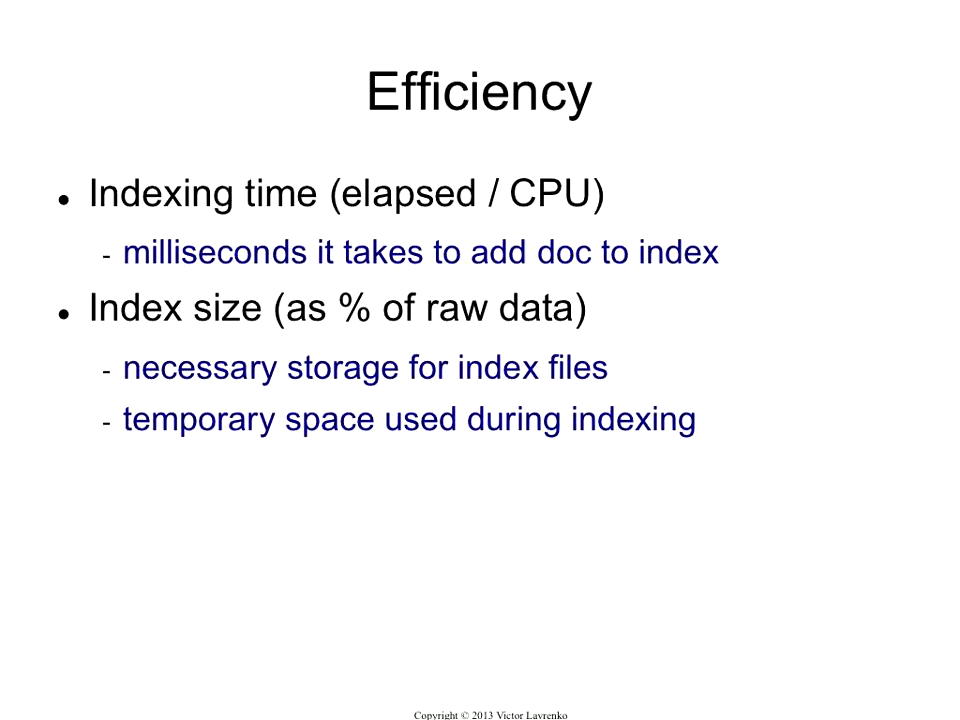 Efficiency
● Indexing time (elapsed / CPU)
- milliseconds it takes to add doc to index
● Index size (as % of raw data)
- necessary storage for index files
- temporary space used during indexing
Copyright © 2013 Victor Lavrenko